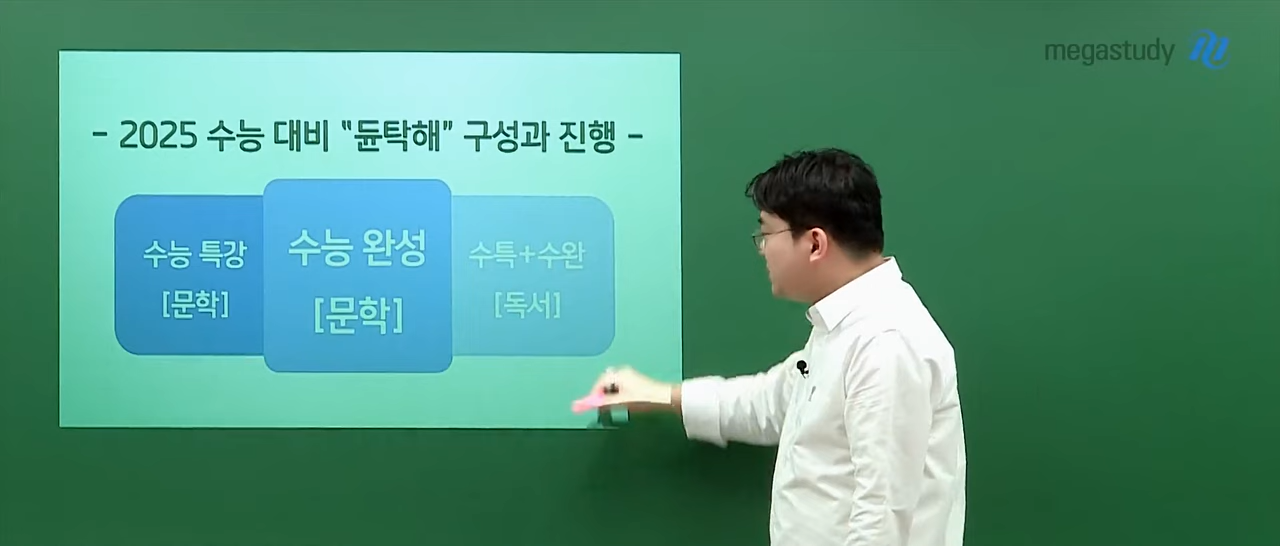 megastudy
- 2025 수능 대비 “듄탁해” 구성과 진행 -
수능 특강
[문학]
수능 완성
[문학]
수특+수완
[독서]